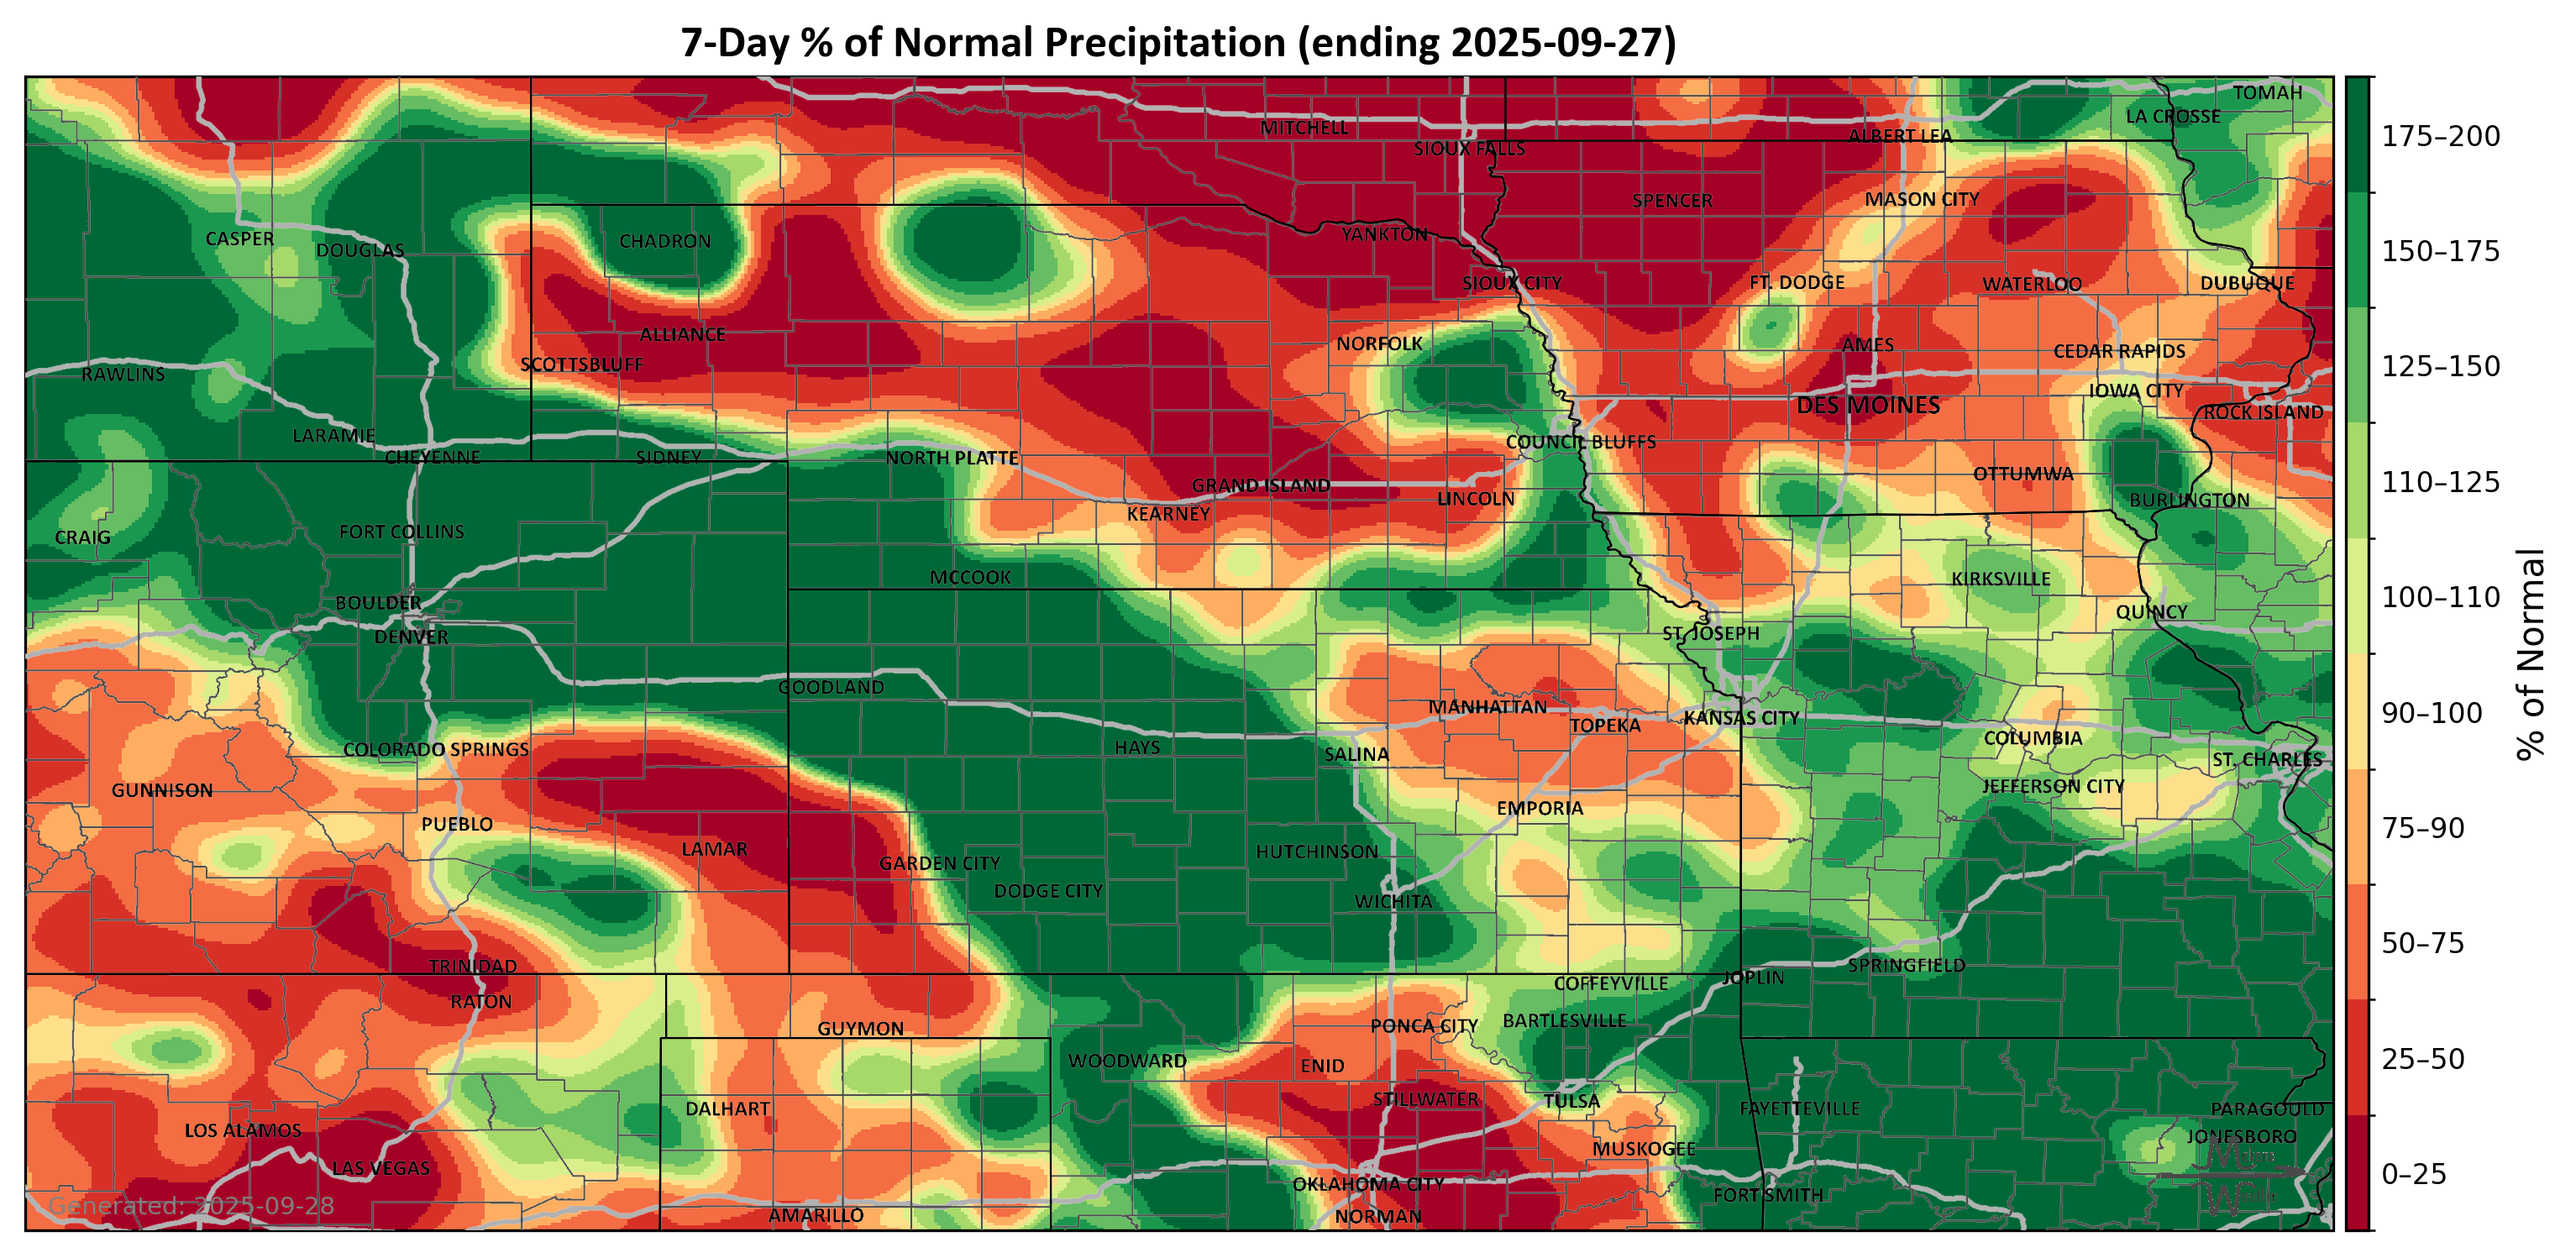 7-Day % of Normal Precipitation (ending 2025-09-27)
TOMAH
LA CROSSE
MITCHELL
ALBERT LEA
SIOUX FALLS
SPENCER
MASON CITY
YANKTON
CASPER
CHADRON
DOUGLAS
SIOUX CITY
FT. DODGE
WATERLOO
DUBUQUE
ALLIANCE
NORFOLK
AMES
CEDAR RAPIDS
SCOTTSBLUFF
RAWLINS
IOWA CITY
DES MOINES
ROCK ISLAND
LARAMIE
COUNCIL BLUFFS
CHEYENNE
SIDNEY
NORTH PLATTE
OTTUMWA
GRAND ISLAND
LINCOLN
BURLINGTON
KEARNEY
FORT COLLINS
CRAIG
MCCOOK
KIRKSVILLE
BOULDER
QUINCY
DENVER
ST. JOSEPH
GOODLAND
MANHATTAN
KANSAS CITY
TOPEKA
COLUMBIA
COLORADO SPRINGS
HAYS
SALINA
ST. CHARLES
GUNNISON
JEFFERSON CITY
EMPORIA
PUEBLO
LAMAR
HUTCHINSON
GARDEN CITY
DODGE CITY
WICHITA
TRINIDAD
SPRINGFIELD
JOPLIN
COFFEYVILLE
RATON
BARTLESVILLE
PONCA CITY
GUYMON
WOODWARD
ENID
STILLWATER
TULSA
DALHART
FAYETTEVILLE
PARAGOULD
LOS ALAMOS
JONESBORO
MUSKOGEE
LAS VEGAS
OKLAHOMA CITY
FORT SMITH
AMARILLO
NORMAN
Generated: 2025-09-28
175–200
150–175
125–150
110–125
100–110
90–100
75–90
50–75
25–50
0–25
% of Normal